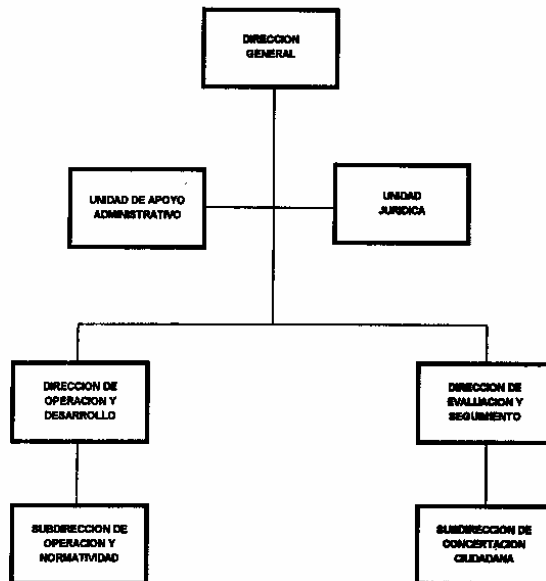 DIRECCION
GENERAL
UNIDAD DE APOYO
ADMINISTRATIVO
UNIDAD
JURIDICA
DIRECCION DE
OPERACION Y
DESARROLLO
DIRECCION DE
EVALUACION Y
SEGUIMIENTO
SUBDIRECCION DE
OPERACION Y
NORMATIVIDAD
SUBDIRECCION DE
CONCERTACION
CIUDADANA